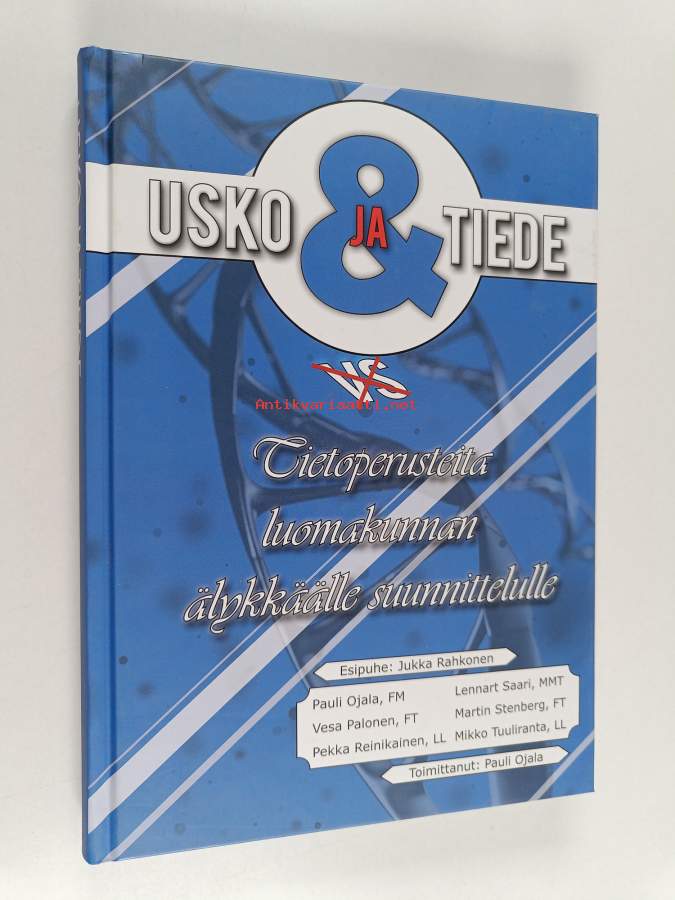 USKO & JA TIEDE
VS
Antikvariaatti.net
Tietoperusteita
luomakunnan
älykkäälle suunnittelulle
Esipuhe: Jukka Rahkonen
Pauli Ojala, FM
Lennart Saari, MMT
Vesa Palonen, FT
Martin Stenberg, FT
Pekka Reinikainen, LL
Mikko Tuuliranta, LL
Toimittanut: Pauli Ojala